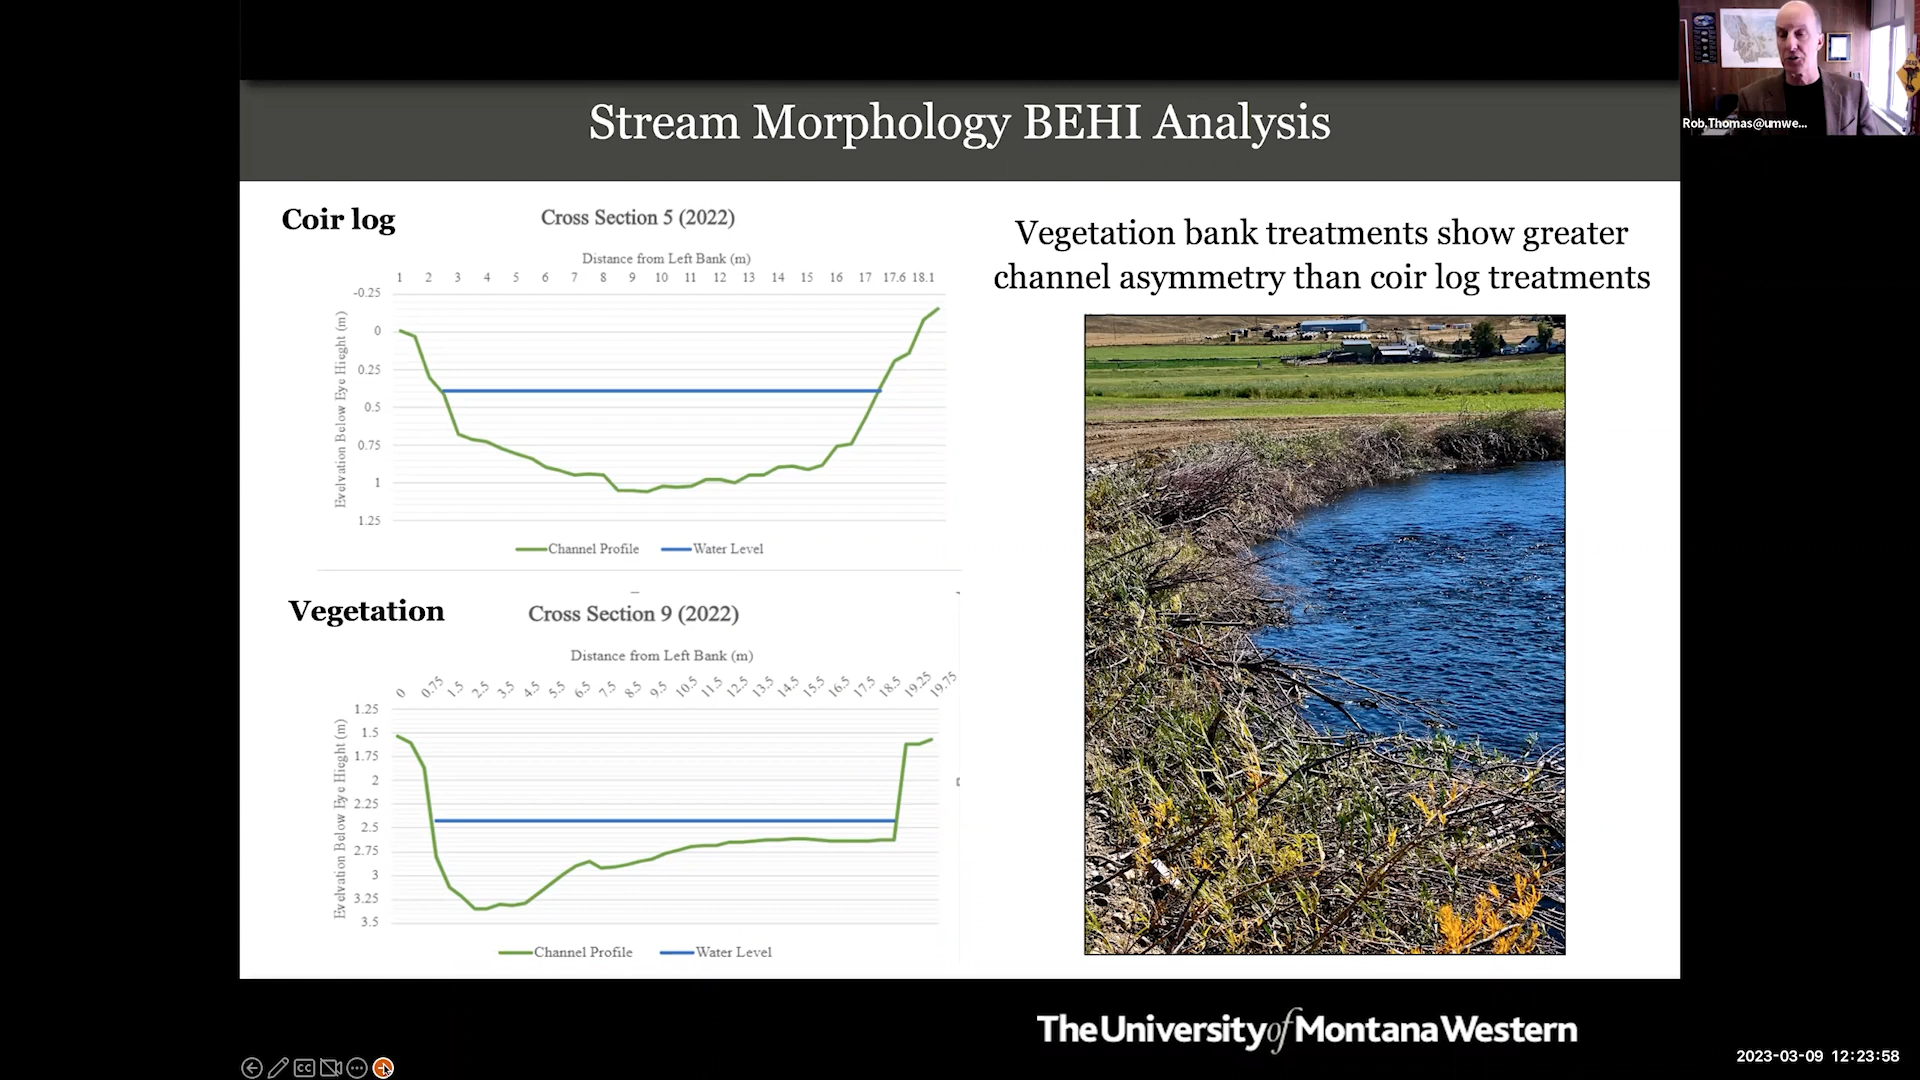 Stream Morphology BEHI Analysis
Rob.Thomas@umwe...
Coir log
Cross Section 5 (2022)
Distance from Left Bank (m)
1 2 3 4 5 6 7 8 9 10 11 12 13 14 15 16 17 17.6 18.1
Evelvation Below Eye Hieght (m)
-0.25
0
0.25
0.5
0.75
1
1.25
Channel Profile Water Level
Vegetation
Cross Section 9 (2022)
Distance from Left Bank (m)
0 0.75 1.5 2.5 3.5 4.5 5.5 6.5 7.5 8.5 9.5 10.5 11.5 12.5 13.5 14.5 15.5 16.5 17.5 18.5 19.25 19.75
Evelvation Below Eye Hieght (m)
1.25
1.5
1.75
2
2.25
2.5
2.75
3
3.25
3.5
Channel Profile Water Level
Vegetation bank treatments show greater
channel asymmetry than coir log treatments
The University of Montana Western
CC
2023-03-09 12:23:58